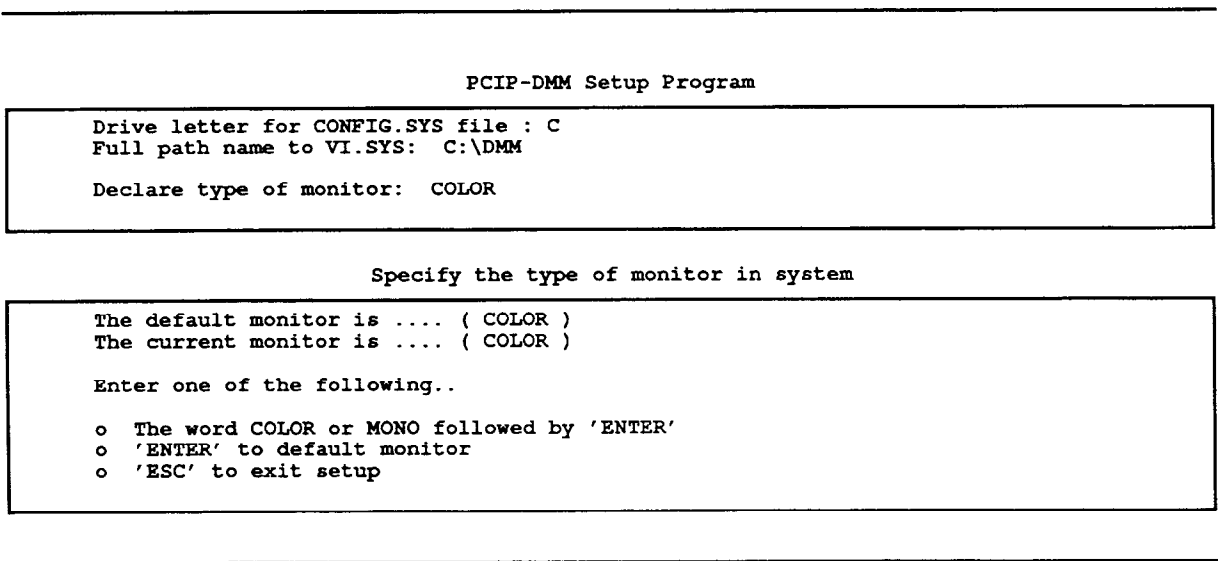 PCIP-DMM Setup Program
Drive letter for CONFIG.SYS file : C
Full path name to VI.SYS:  C:\DMM
Declare type of monitor:  COLOR
Specify the type of monitor in system
The default monitor is .... ( COLOR )
The current monitor is .... ( COLOR )
Enter one of the following..
o  The word COLOR or MONO followed by 'ENTER'
o  'ENTER' to default monitor
o  'ESC' to exit setup